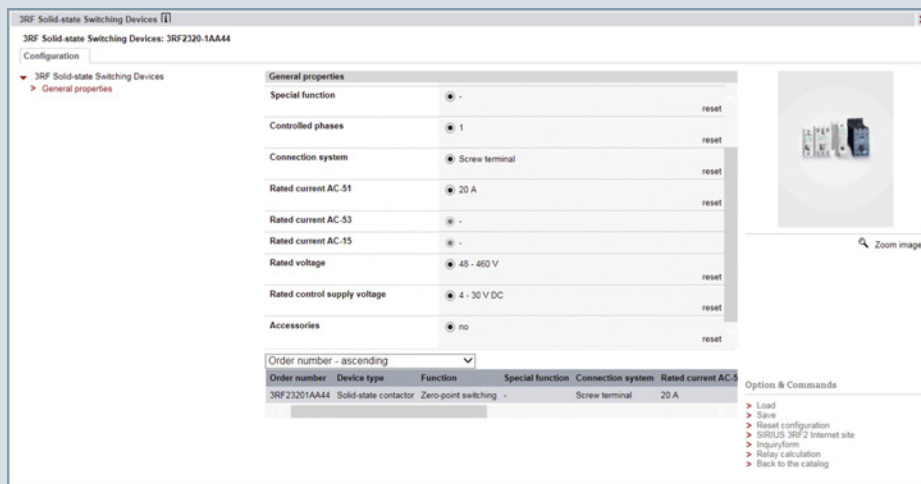 3RF Solid-state Switching Devices i
3RF Solid-state Switching Devices: 3RF2320-1AA44
Configuration
3RF Solid-state Switching Devices
> General properties
General properties
Special function -
reset
Controlled phases 1
reset
Connection system Screw terminal
reset
Rated current AC-51 20 A
reset
Rated current AC-53 -
Rated current AC-15 -
Rated voltage 48 - 460 V
reset
Rated control supply voltage 4 - 30 V DC
reset
Accessories no
reset
Zoom image
Order number - ascending
Order number Device type Function Special function Connection system Rated current AC-5
3RF23201AA44 Solid-state contactor Zero-point switching - Screw terminal 20 A
Option & Commands
> Load
> Save
> Reset configuration
> SIRIUS 3RF2 Internet site
> Inquiryform
> Relay calculation
> Back to the catalog